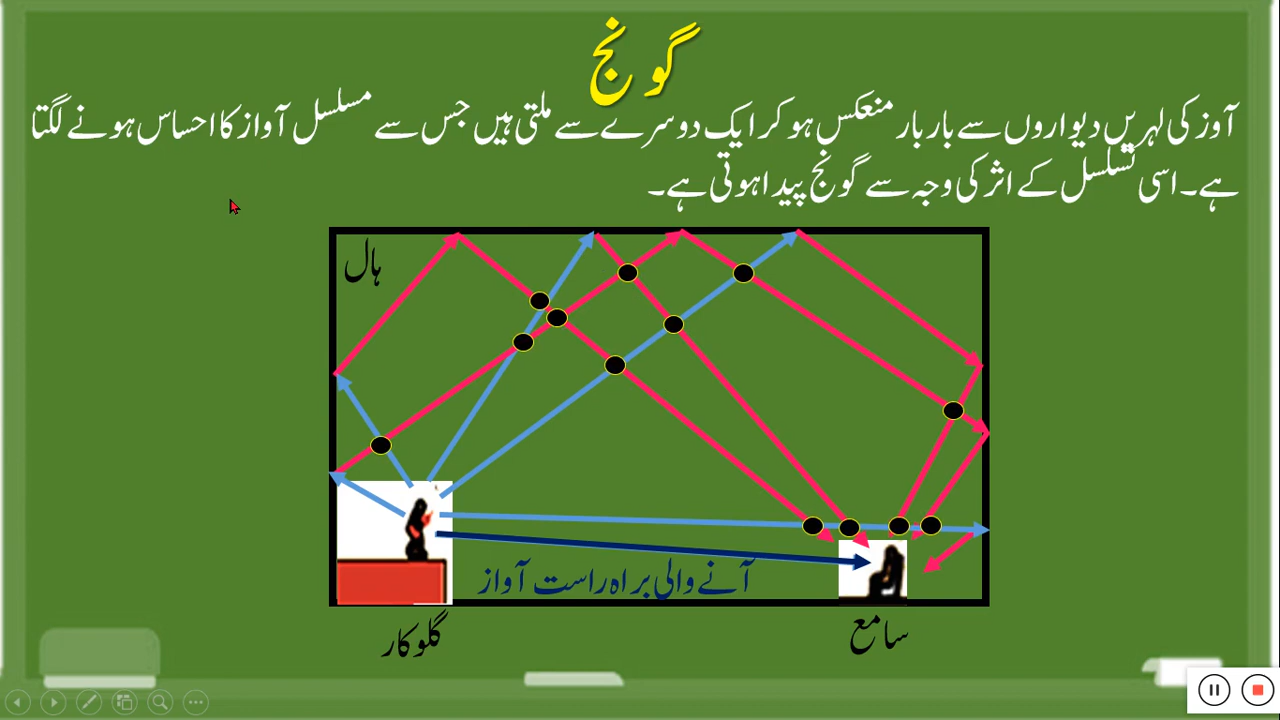 گونج
آوز کی لہریں دیواروں سے بار بار منعکس ہو کر ایک دوسرے سے ملتی ہیں جس سے مسلسل آواز کا احساس ہونے لگتا
ہے۔ اسی تسلسل کے اثر کی وجہ سے گونج پیدا ہوتی ہے۔
ہال
آنے والی براہ راست آواز
سامع
گلوکار